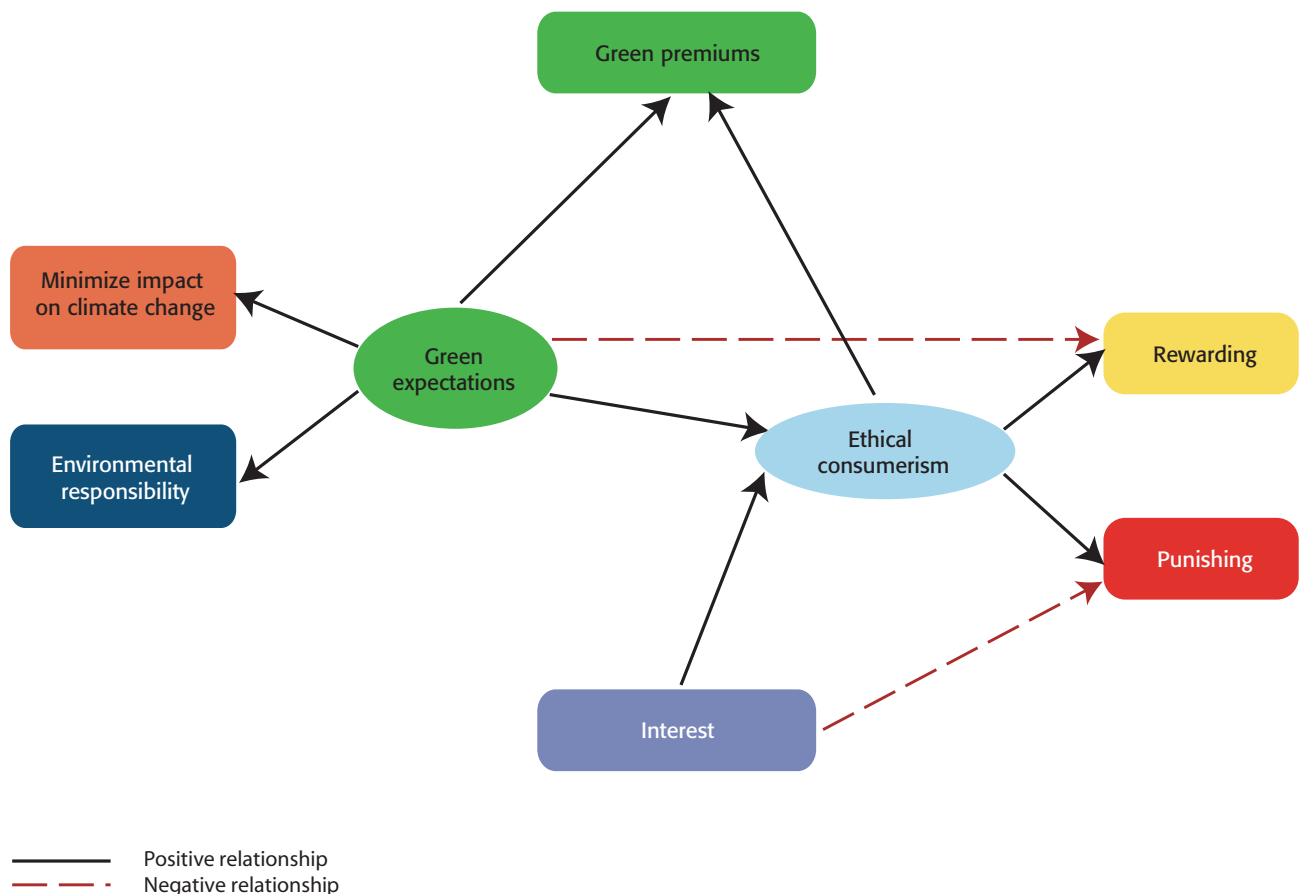 Green premiums
Minimize impact
on climate change
Green
expectations
Rewarding
Environmental
responsibility
Ethical
consumerism
Punishing
Interest
Positive relationship
Negative relationship